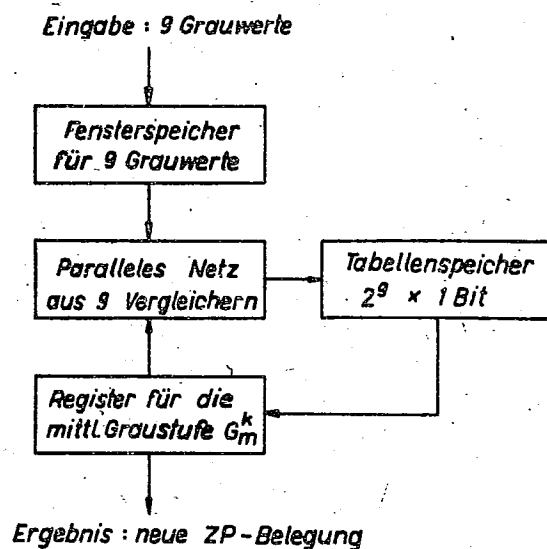 Eingabe : 9 Grauwerte
Fensterspeicher
für 9 Grauwerte
Paralleles Netz
aus 9 Vergleichern
Tabellenspeicher
2⁹ × 1 Bit
Register für die
mittl. Graustufe Gₘᵏ
Ergebnis : neue ZP-Belegung